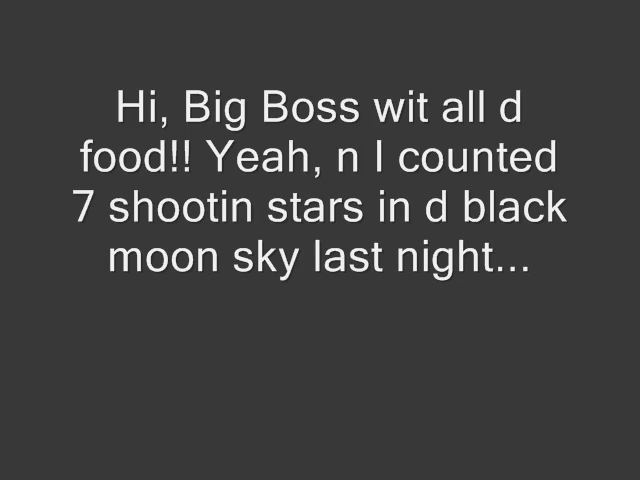 Hi, Big Boss wit all d
food!! Yeah, n I counted
7 shootin stars in d black
moon sky last night...